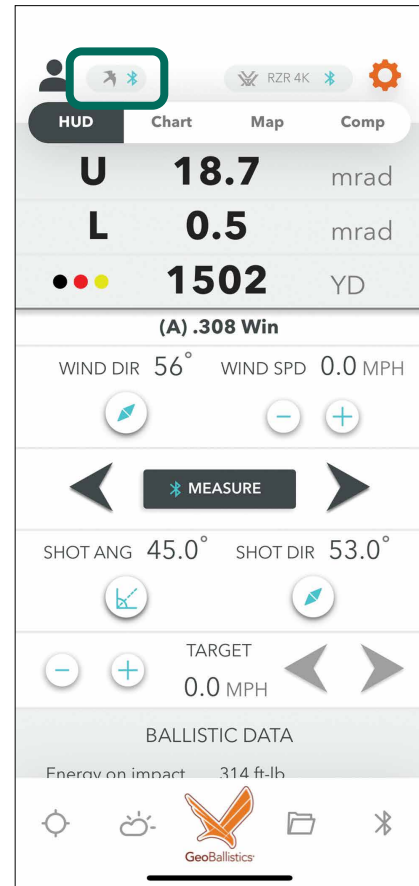 RZR 4K
HUD Chart Map Comp
U 18.7 mrad
L 0.5 mrad
1502 YD
(A) .308 Win
WIND DIR 56° WIND SPD 0.0 MPH
MEASURE
SHOT ANG 45.0° SHOT DIR 53.0°
TARGET
0.0 MPH
BALLISTIC DATA
Energy on impact 314 ft-lb
GeoBallistics